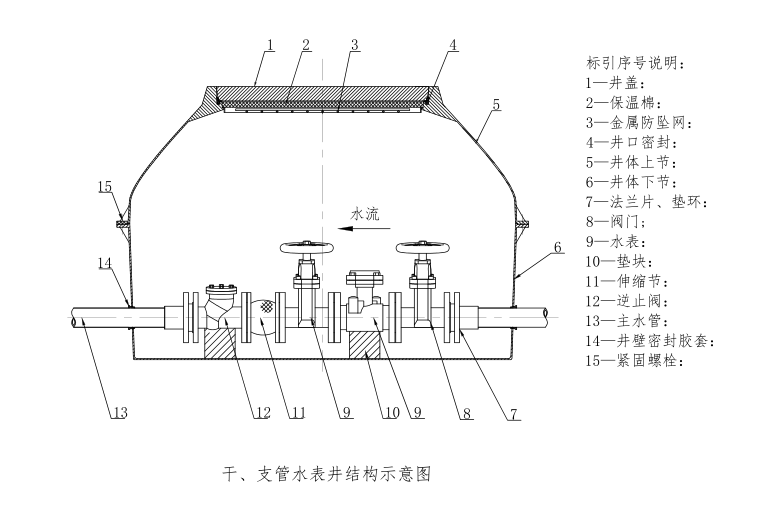 1 2 3 4
5
15
水流
14
6
13 12 11 9 10 9 8 7
标引序号说明:
1—井盖;
2—保温棉;
3—金属防坠网;
4—井口密封;
5—井体上节;
6—井体下节;
7—法兰片、垫环;
8—阀门;
9—水表;
10—垫块;
11—伸缩节;
12—逆止阀;
13—主水管;
14—井壁密封胶套;
15—紧固螺栓;
干、支管水表井结构示意图